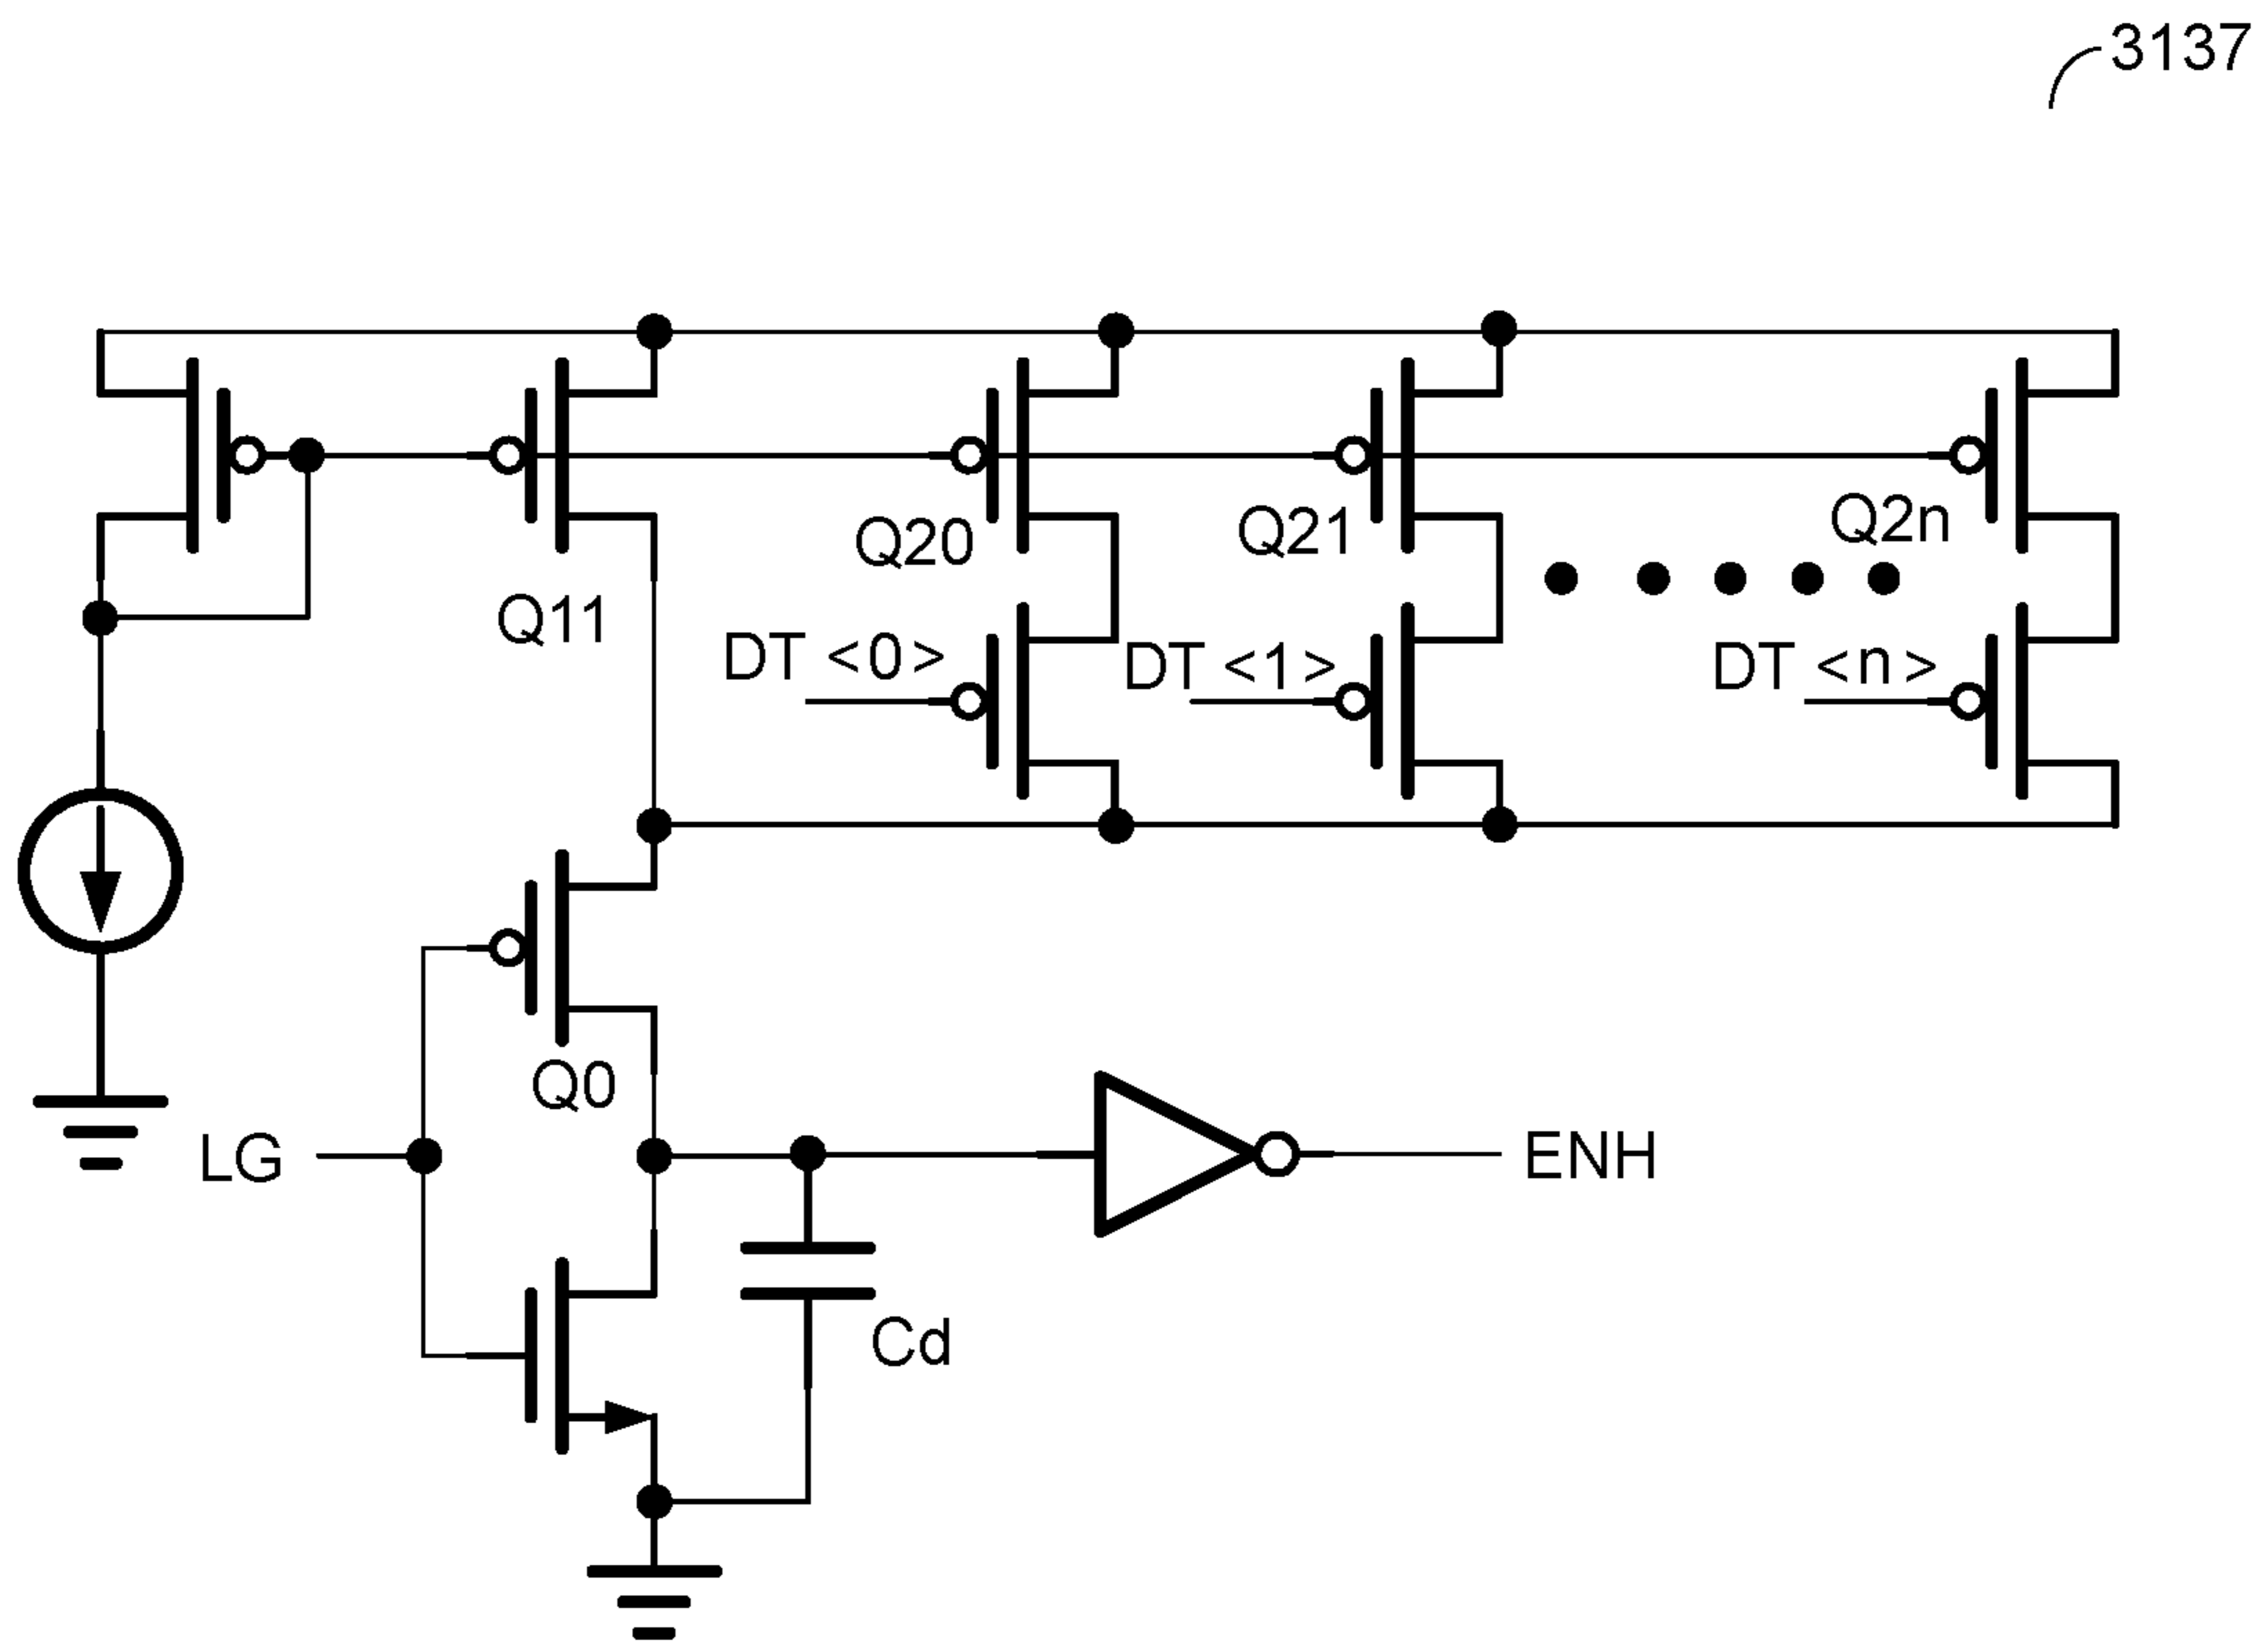 3137
Q20
Q21
Q2n
Q11
DT <0>
DT <1>
DT <n>
Q0
LG
ENH
Cd